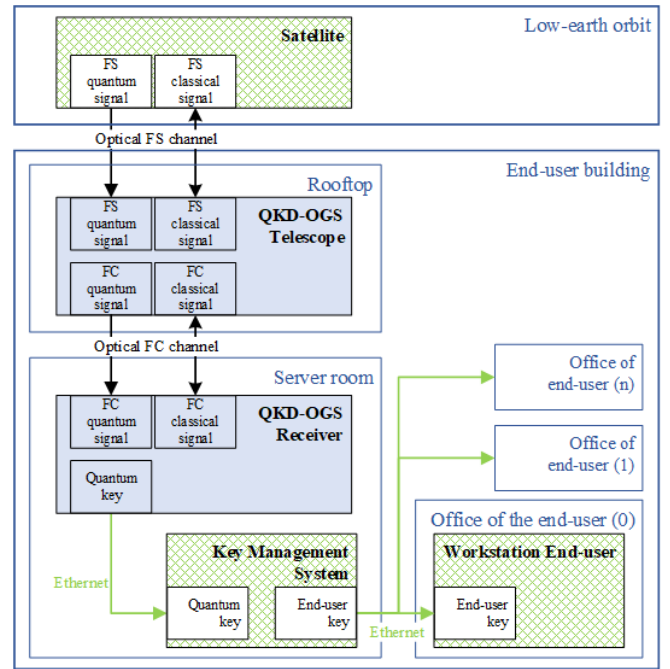 Low-earth orbit
Satellite
FS
quantum
signal
FS
classical
signal
Optical FS channel
End-user building
Rooftop
FS
quantum
signal
FS
classical
signal
QKD-OGS
Telescope
FC
quantum
signal
FC
classical
signal
Optical FC channel
Server room
FC
quantum
signal
FC
classical
signal
QKD-OGS
Receiver
Quantum
key
Office of
end-user (n)
Office of
end-user (1)
Ethernet
Key Management
System
Quantum
key
End-user
key
Ethernet
Office of the end-user (0)
Workstation End-user
End-user
key